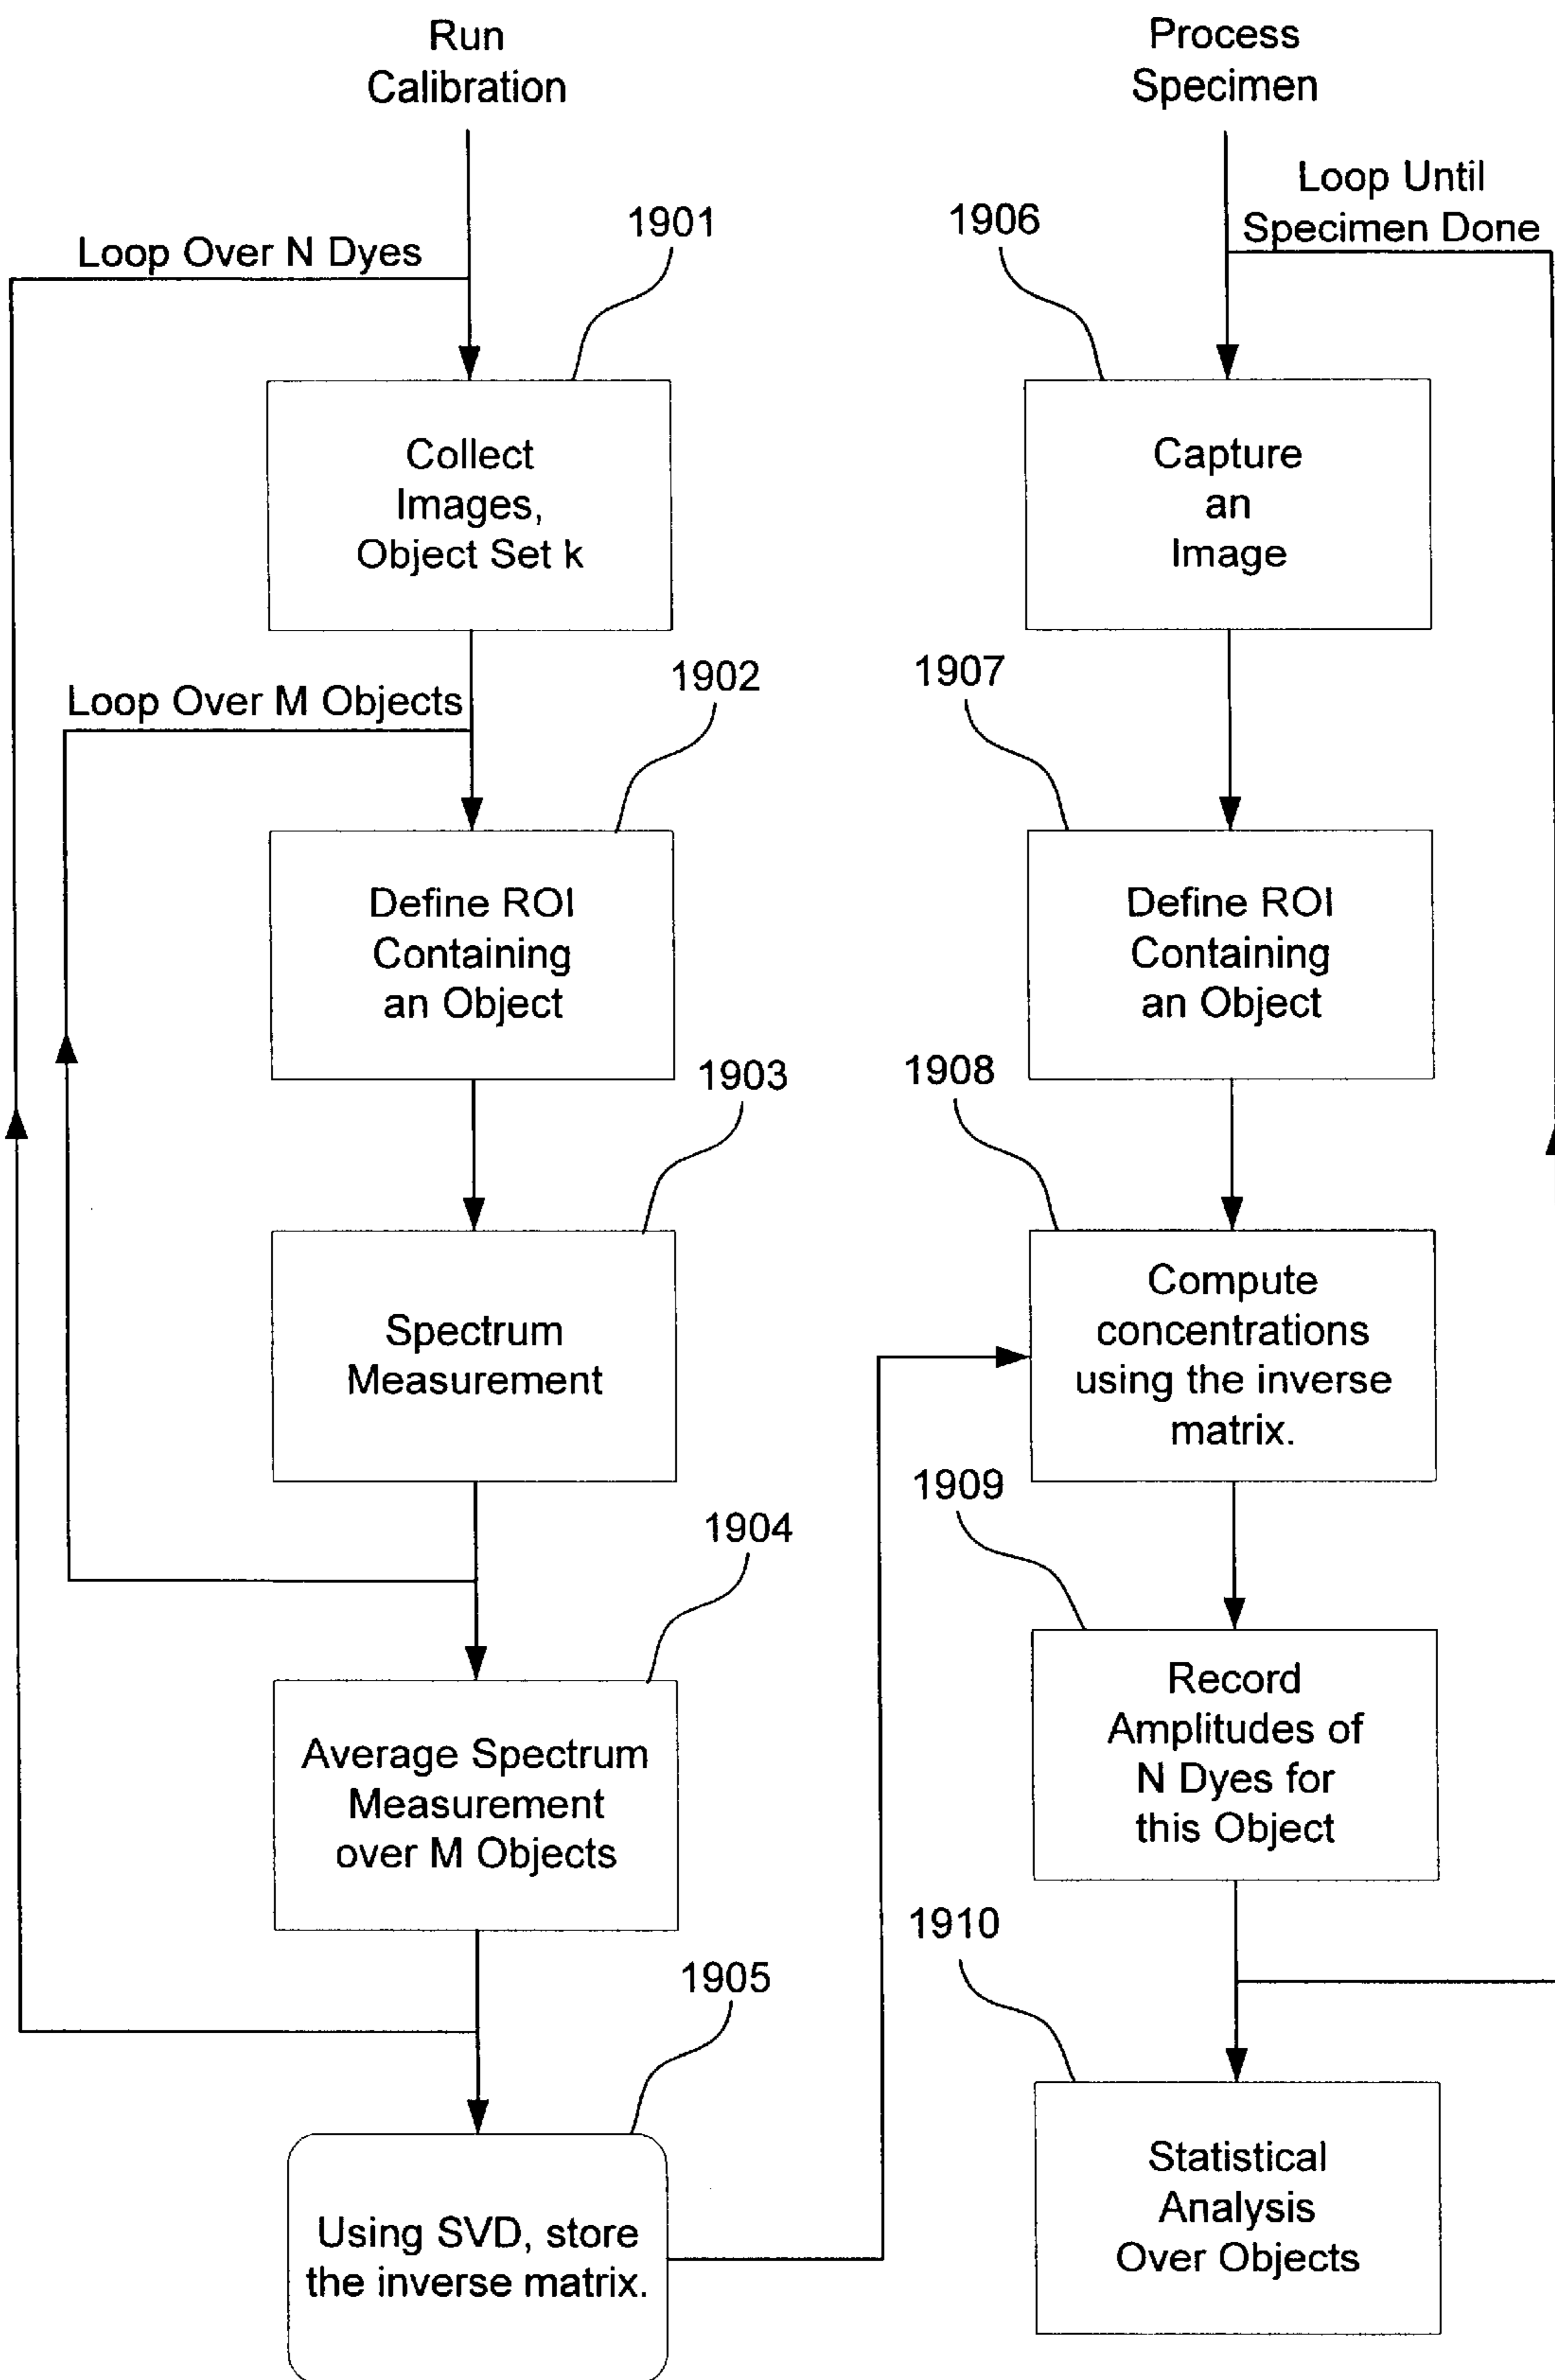 Run
Calibration
Loop Over N Dyes
1901
Collect
Images,
Object Set k
Loop Over M Objects
1902
Define ROI
Containing
an Object
1903
Spectrum
Measurement
1904
Average Spectrum
Measurement
over M Objects
1905
Using SVD, store
the inverse matrix.
Process
Specimen
Loop Until
Specimen Done
1906
Capture
an
Image
1907
Define ROI
Containing
an Object
1908
Compute
concentrations
using the inverse
matrix.
1909
Record
Amplitudes of
N Dyes for
this Object
1910
Statistical
Analysis
Over Objects